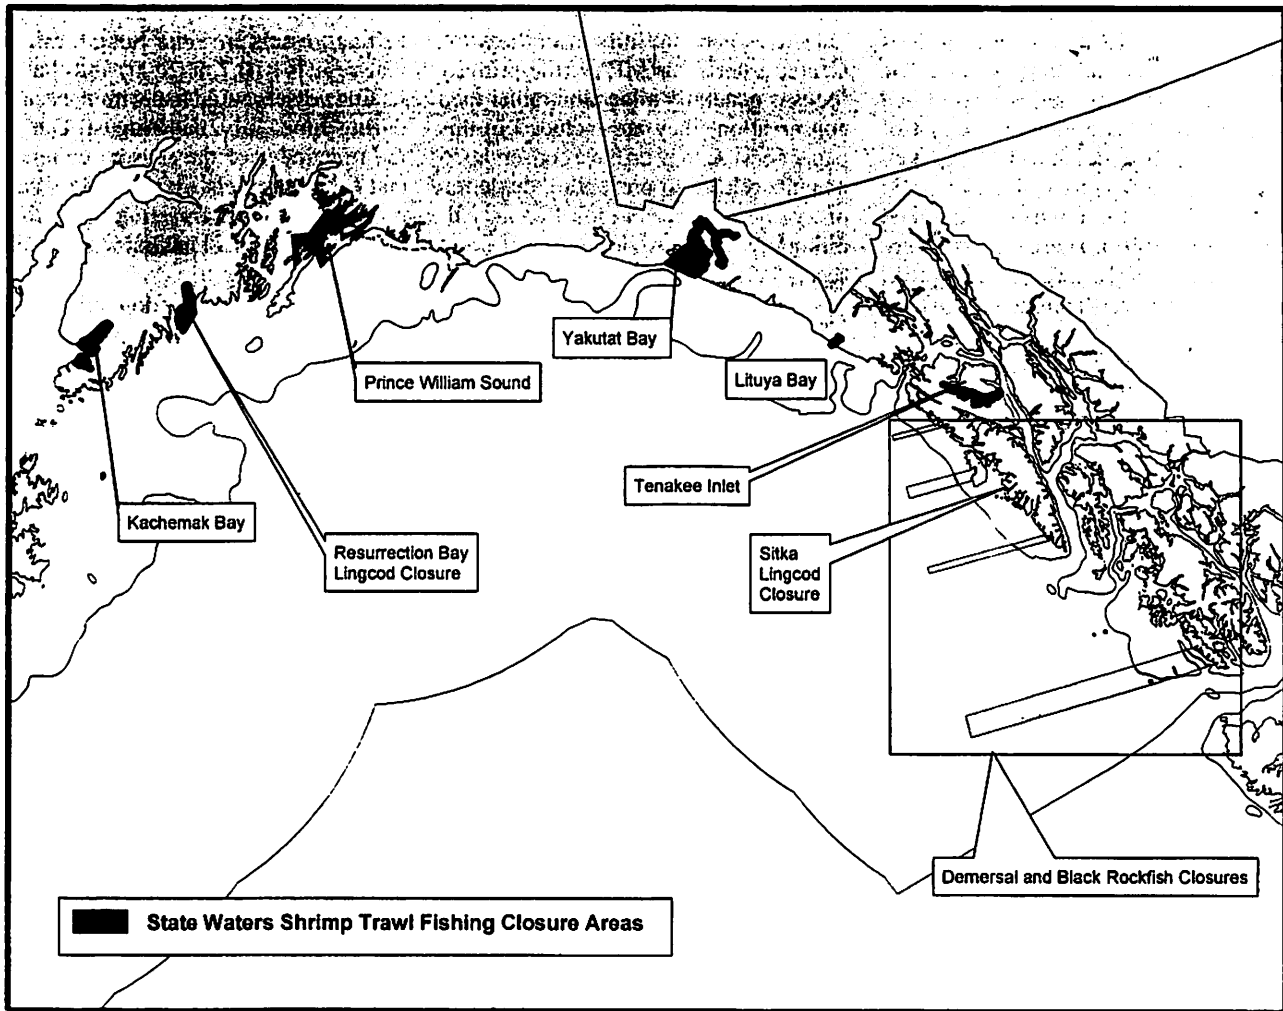 Yakutat Bay
Prince William Sound
Lituya Bay
Tenakee Inlet
Kachemak Bay
Resurrection Bay
Lingcod Closure
Sitka
Lingcod
Closure
Demersal and Black Rockfish Closures
State Waters Shrimp Trawl Fishing Closure Areas